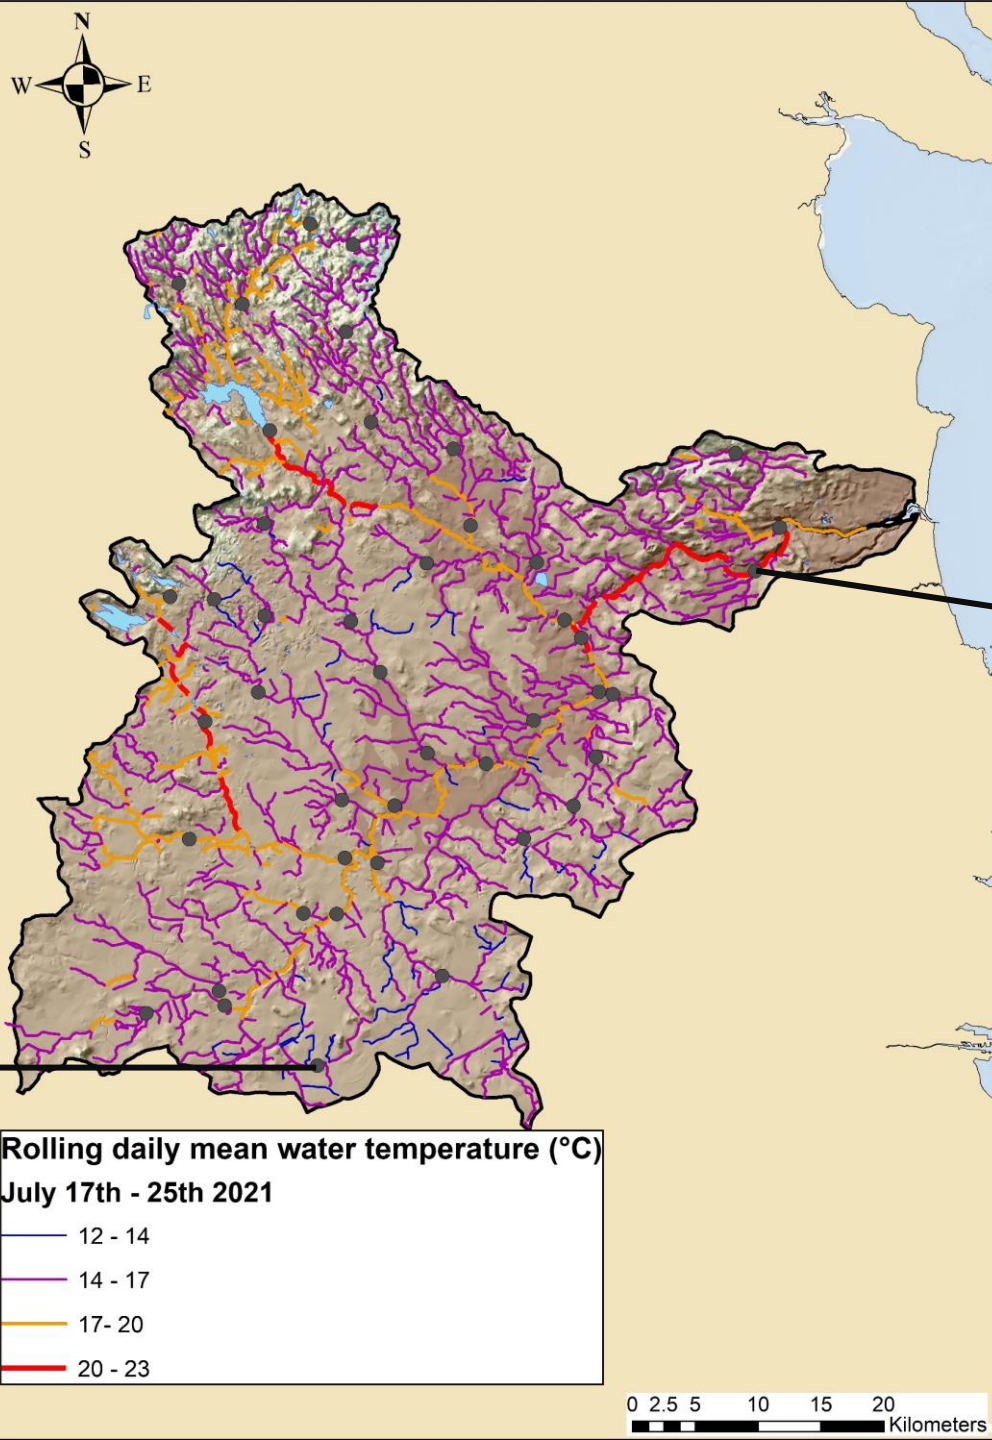 N
W E
S
Rolling daily mean water temperature (°C)
July 17th - 25th 2021
12 - 14
14 - 17
17- 20
20 - 23
0 2.5 5 10 15 20
Kilometers